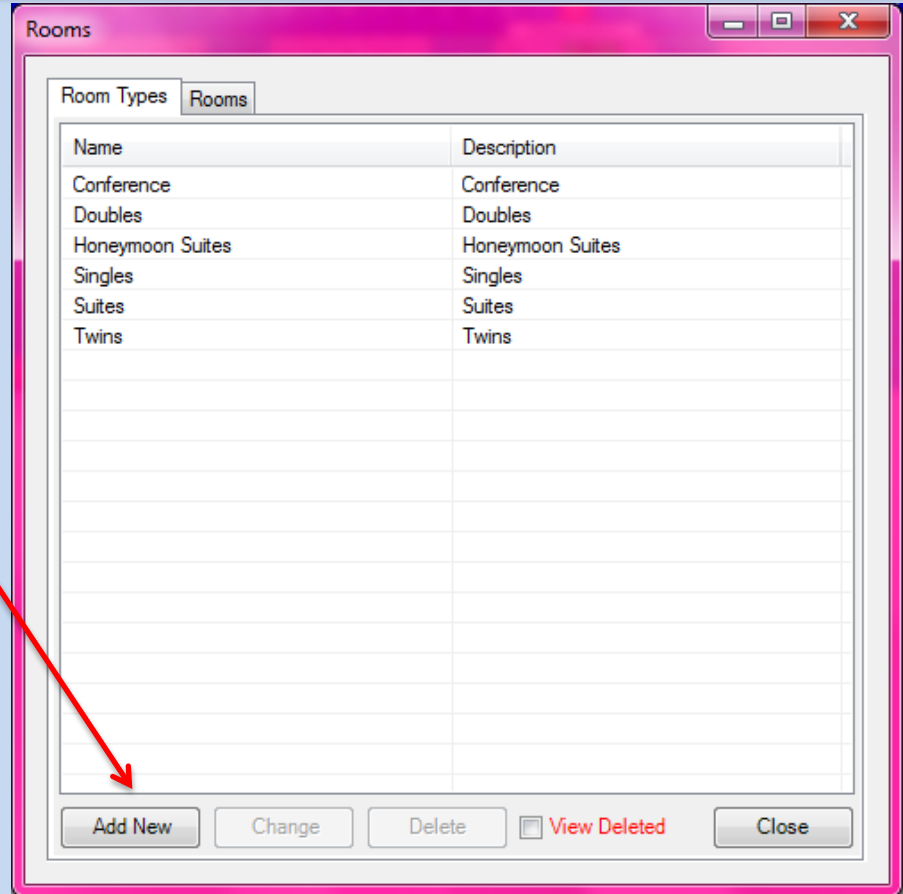 Rooms
Room Types Rooms
Name Description
Conference Conference
Doubles Doubles
Honeymoon Suites Honeymoon Suites
Singles Singles
Suites Suites
Twins Twins
Add New Change Delete View Deleted Close